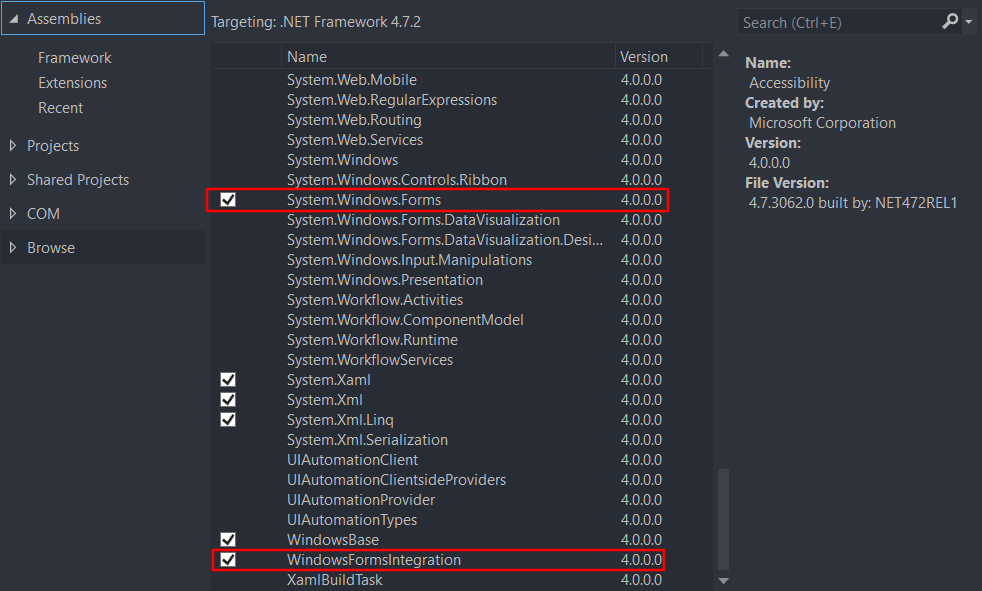 Assemblies
Framework
Extensions
Recent
Projects
Shared Projects
COM
Browse
Targeting: .NET Framework 4.7.2
Name Version
System.Web.Mobile 4.0.0.0
System.Web.RegularExpressions 4.0.0.0
System.Web.Routing 4.0.0.0
System.Web.Services 4.0.0.0
System.Windows 4.0.0.0
System.Windows.Controls.Ribbon 4.0.0.0
System.Windows.Forms 4.0.0.0
System.Windows.Forms.DataVisualization 4.0.0.0
System.Windows.Forms.DataVisualization.Desi... 4.0.0.0
System.Windows.Input.Manipulations 4.0.0.0
System.Windows.Presentation 4.0.0.0
System.Workflow.Activities 4.0.0.0
System.Workflow.ComponentModel 4.0.0.0
System.Workflow.Runtime 4.0.0.0
System.WorkflowServices 4.0.0.0
System.Xaml 4.0.0.0
System.Xml 4.0.0.0
System.Xml.Linq 4.0.0.0
System.Xml.Serialization 4.0.0.0
UIAutomationClient 4.0.0.0
UIAutomationClientsideProviders 4.0.0.0
UIAutomationProvider 4.0.0.0
UIAutomationTypes 4.0.0.0
WindowsBase 4.0.0.0
WindowsFormsIntegration 4.0.0.0
XamlBuildTask 4.0.0.0
Search (Ctrl+E)
Name:
Accessibility
Created by:
Microsoft Corporation
Version:
4.0.0.0
File Version:
4.7.3062.0 built by: NET472REL1